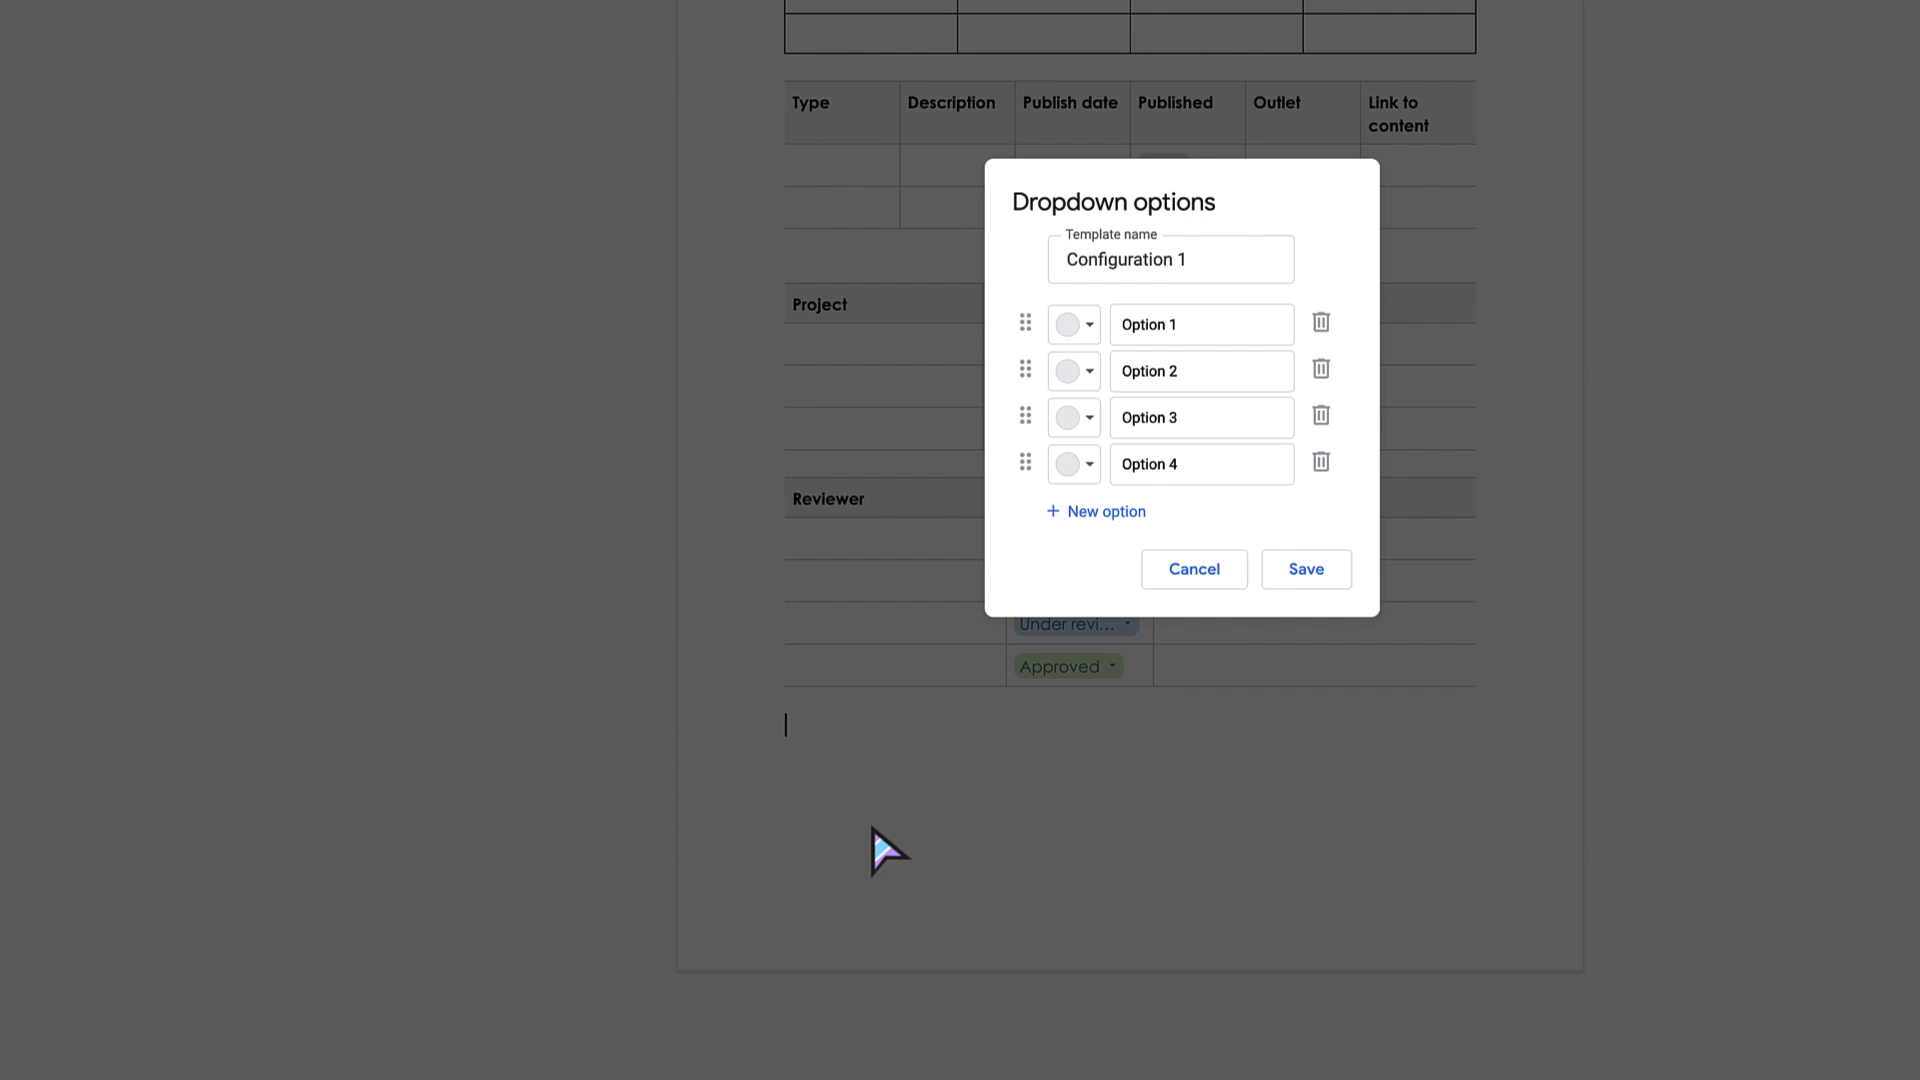 Type Description Publish date Published Outlet Link to
content
Dropdown options
Template name
Configuration 1
Project
Option 1
Option 2
Option 3
Option 4
Reviewer
+ New option
Cancel Save
Under revi...
Approved